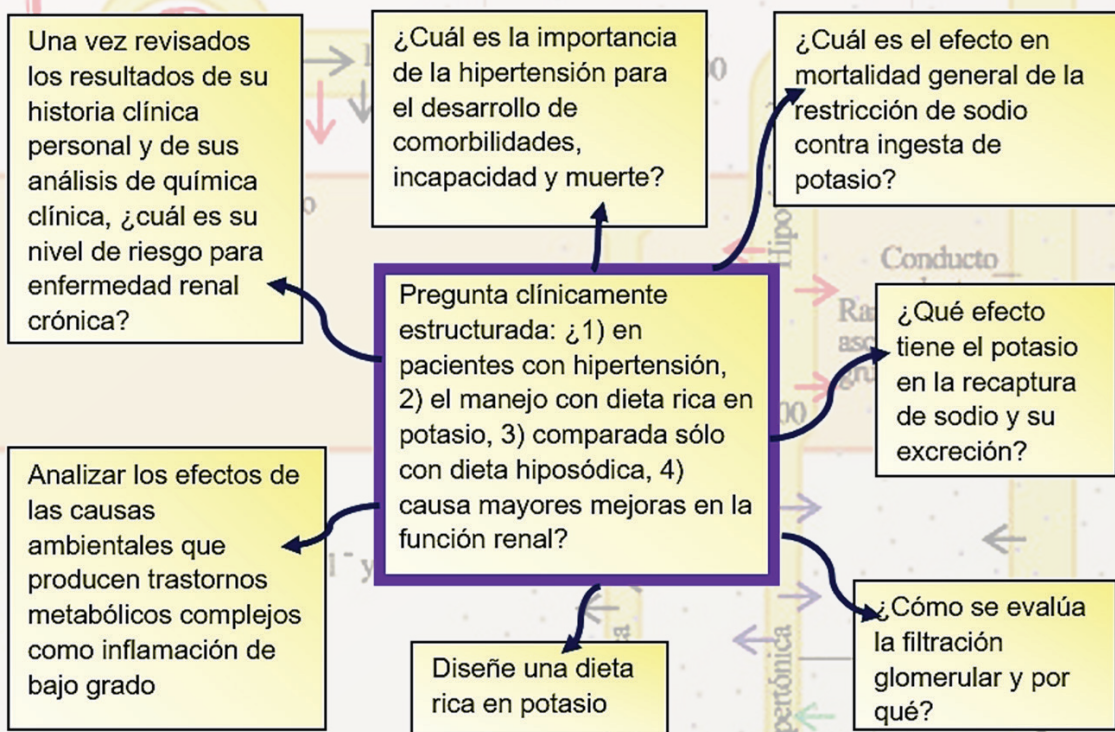 Una vez revisados
los resultados de su
historia clínica
personal y de sus
análisis de química
clínica, ¿cuál es su
nivel de riesgo para
enfermedad renal
crónica?
¿Cuál es la importancia
de la hipertensión para
el desarrollo de
comorbilidades,
incapacidad y muerte?
¿Cuál es el efecto en
mortalidad general de la
restricción de sodio
contra ingesta de
potasio?
Pregunta clínicamente
estructurada: ¿1) en
pacientes con hipertensión,
2) el manejo con dieta rica en
potasio, 3) comparada sólo
con dieta hiposódica, 4)
causa mayores mejoras en la
función renal?
Conducto
¿Qué efecto
tiene el potasio
en la recaptura
de sodio y su
excreción?
Analizar los efectos de
las causas
ambientales que
producen trastornos
metabólicos complejos
como inflamación de
bajo grado
Diseñe una dieta
rica en potasio
¿Cómo se evalúa
la filtración
glomerular y por
qué?